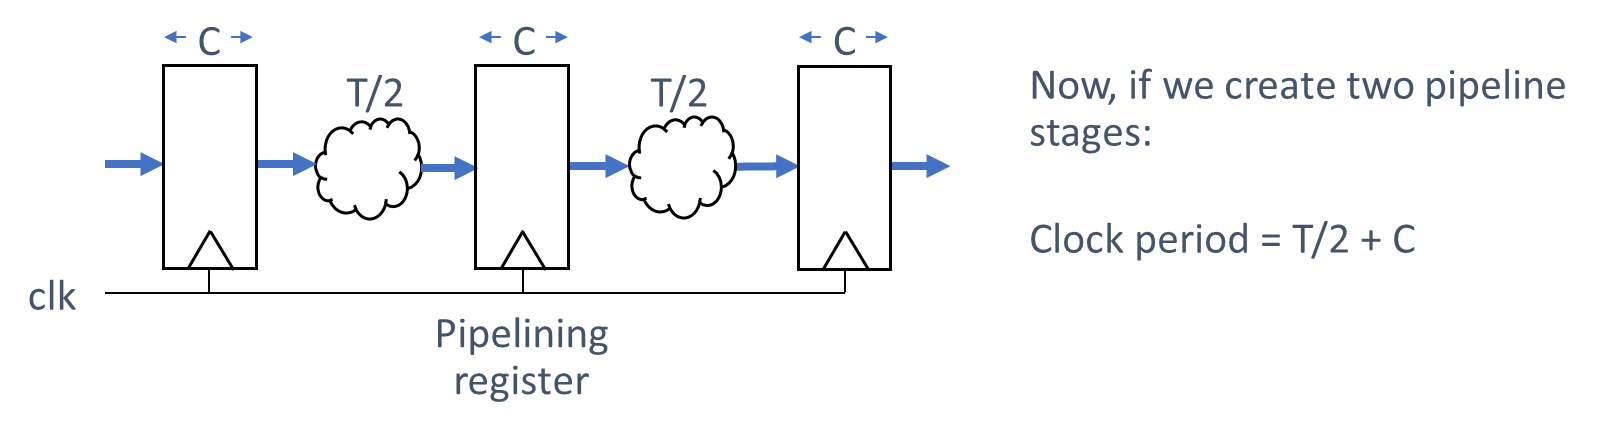 C
C
C
T/2
T/2
Now, if we create two pipeline
stages:
Clock period = T/2 + C
clk
Pipelining
register